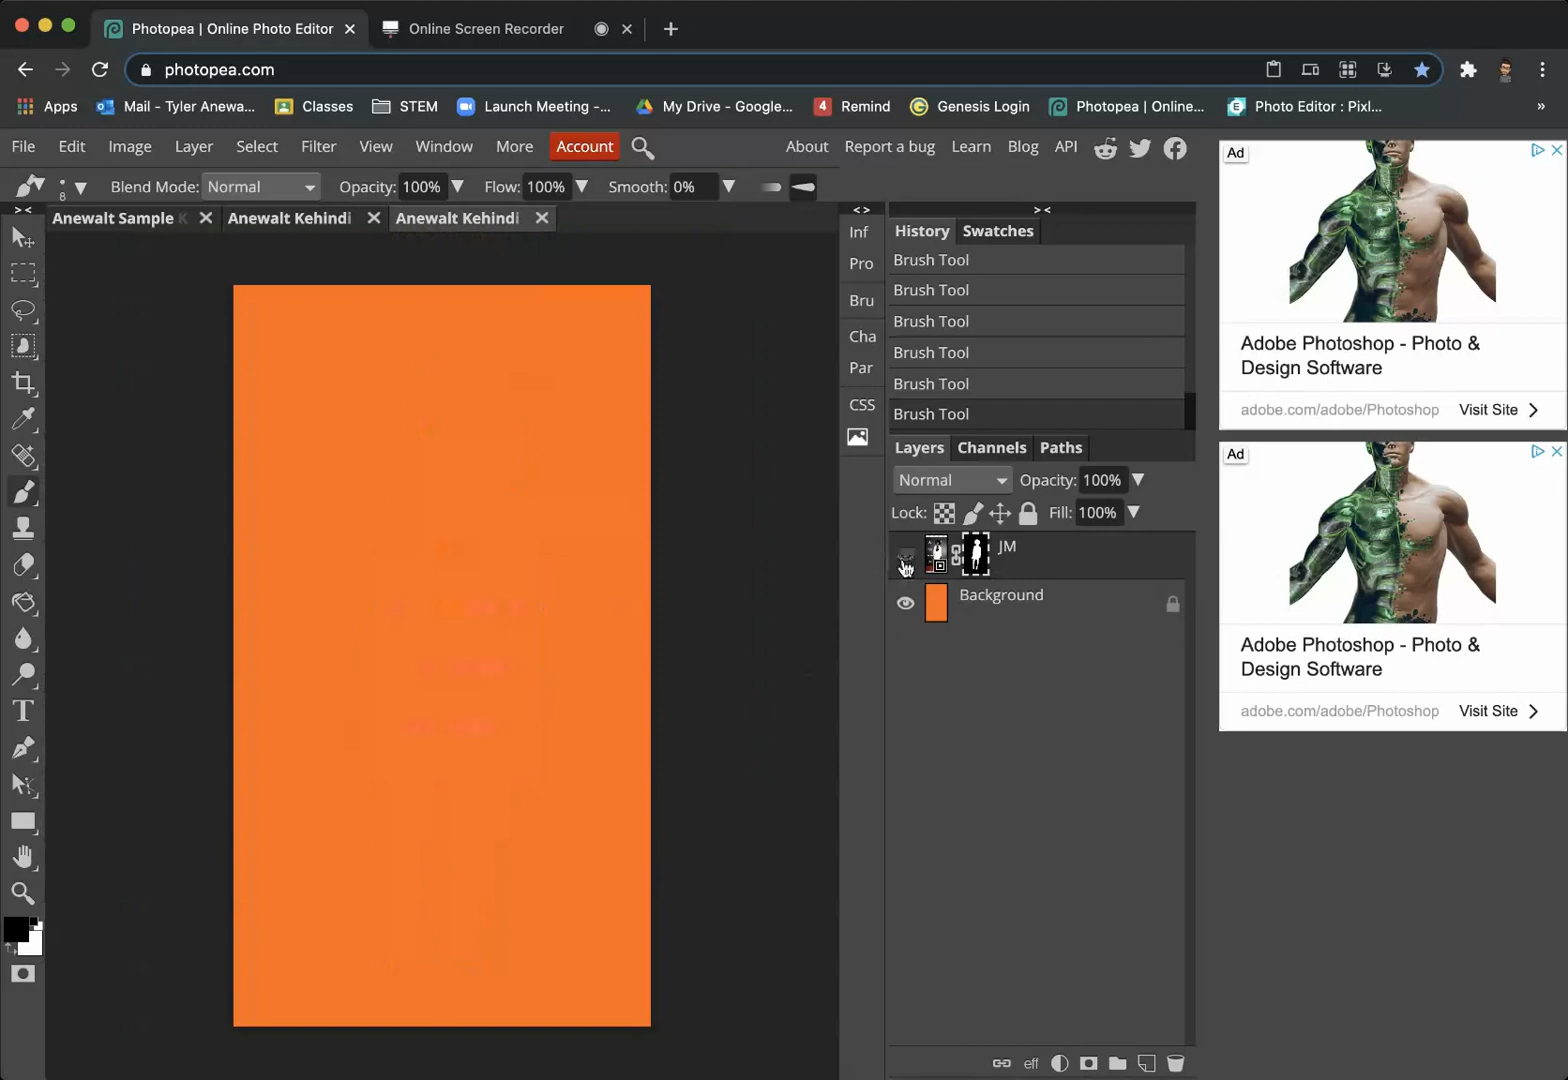 Photopea | Online Photo Editor
Online Screen Recorder
photopea.com
Apps
Mail - Tyler Anewa...
Classes
STEM
Launch Meeting -...
My Drive - Google...
4 Remind
Genesis Login
Photopea | Online...
Photo Editor : Pixl...
»
File Edit Image Layer Select Filter View Window More Account
About Report a bug Learn Blog API
8 Blend Mode: Normal Opacity: 100% Flow: 100% Smooth: 0%
Anewalt Sample
Anewalt Kehindi
Anewalt Kehindi
> <
< >
> <
Inf
Pro
Bru
Cha
Par
CSS
History Swatches
Brush Tool
Brush Tool
Brush Tool
Brush Tool
Brush Tool
Brush Tool
Layers Channels Paths
Normal Opacity: 100%
Lock: Fill: 100%
JM
Background
eff
Ad
Adobe Photoshop - Photo &
Design Software
adobe.com/adobe/Photoshop Visit Site
Ad
Adobe Photoshop - Photo &
Design Software
adobe.com/adobe/Photoshop Visit Site